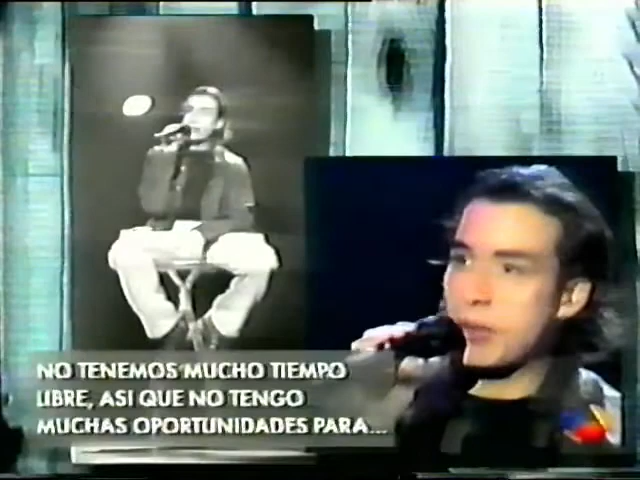 NO TENEMOS MUCHO TIEMPO
LIBRE, ASI QUE NO TENGO
MUCHAS OPORTUNIDADES PARA...